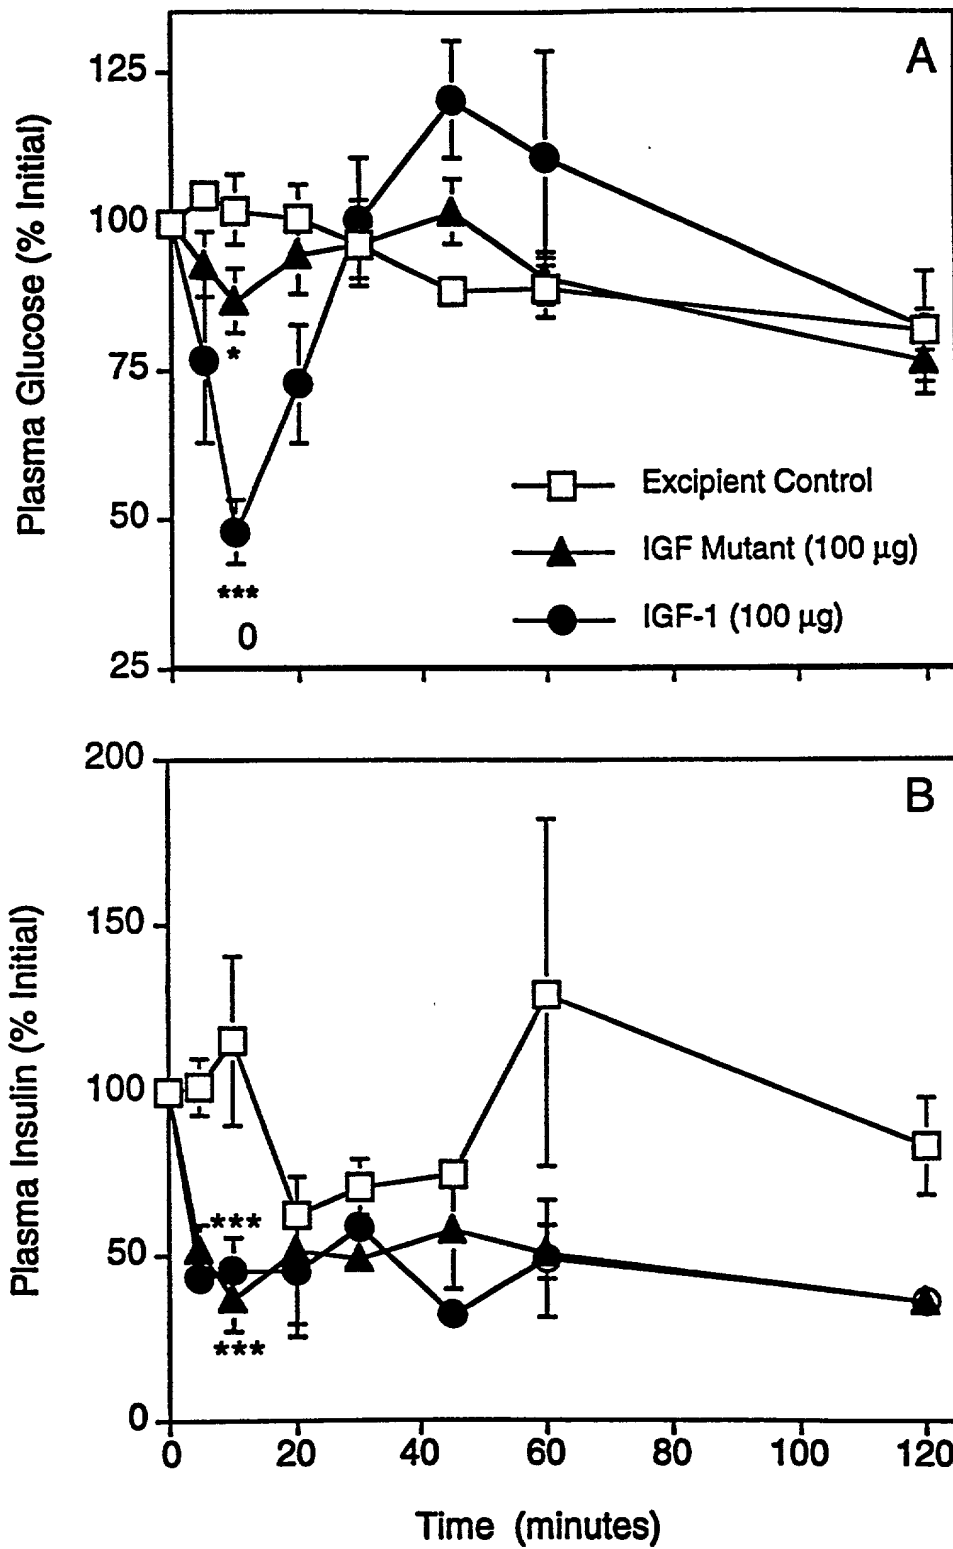 A
Plasma Glucose (% Initial)
125
100
75
50
25
*
***
0
Excipient Control
IGF Mutant (100 μg)
IGF-1 (100 μg)
B
Plasma Insulin (% Initial)
200
150
100
50
0
***
***
0 20 40 60 80 100 120
Time (minutes)